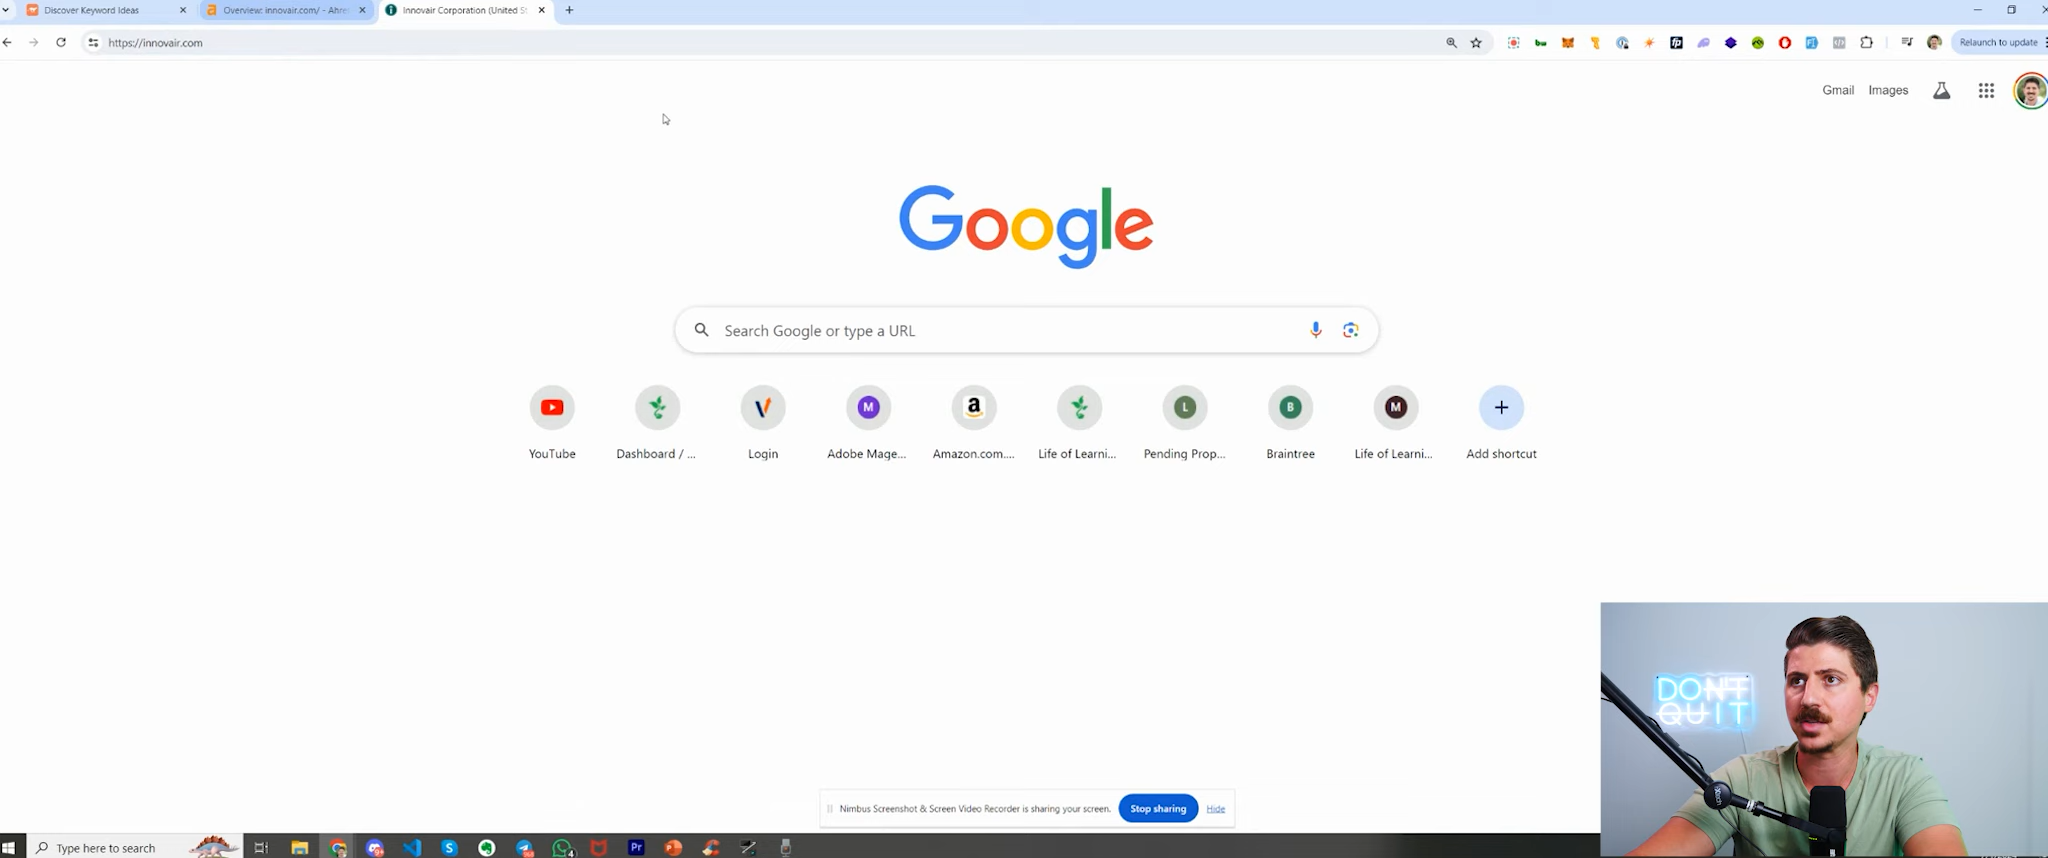 Discover Keyword Ideas
Overview: innovair.com/ - Ahre
Innovair Corporation (United St
https://innovair.com
Relaunch to update
Gmail
Images
Google
Search Google or type a URL
YouTube
Dashboard / ...
Login
Adobe Mage...
Amazon.com....
Life of Learni...
Pending Prop...
Braintree
Life of Learni...
Add shortcut
M
a
L
B
M
DON'T
QUIT
Nimbus Screenshot & Screen Video Recorder is sharing your screen.
Stop sharing
Hide
Type here to search
Pr